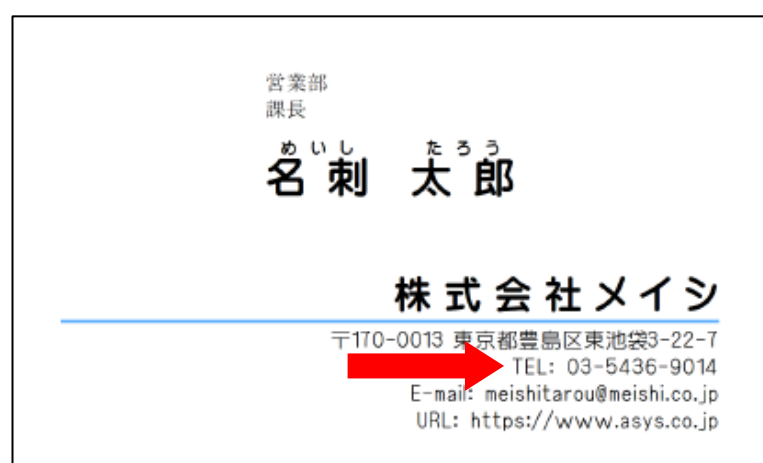 営業部
課長
めいし たろう
名刺 太郎
株式会社メイシ
〒170-0013 東京都豊島区東池袋3-22-7
TEL: 03-5436-9014
E-mail: meishitarou@meishi.co.jp
URL: https://www.asys.co.jp